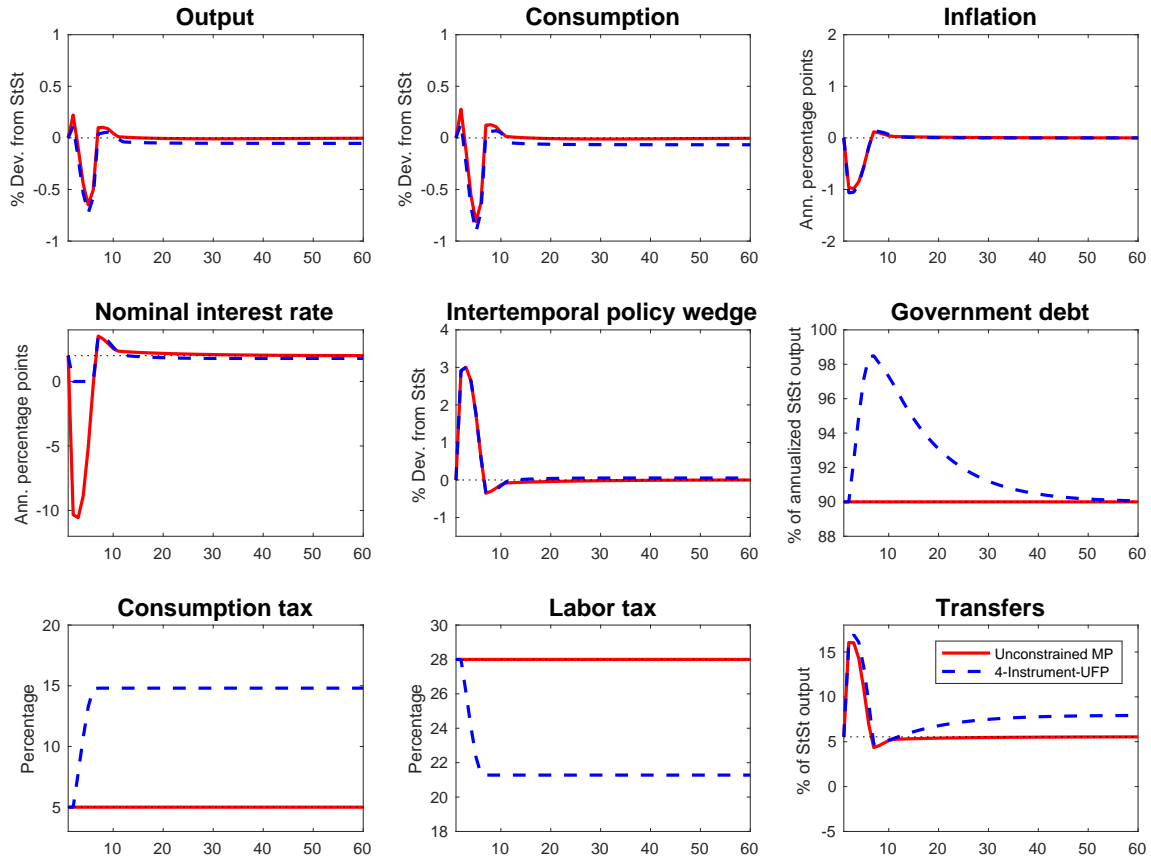 Output
% Dev. from StSt
1
0.5
0
-0.5
-1
10 20 30 40 50 60
Consumption
% Dev. from StSt
1
0.5
0
-0.5
-1
10 20 30 40 50 60
Inflation
Ann. percentage points
2
1
0
-1
-2
10 20 30 40 50 60
Nominal interest rate
Ann. percentage points
0
-5
-10
10 20 30 40 50 60
Intertemporal policy wedge
% Dev. from StSt
4
3
2
1
0
-1
10 20 30 40 50 60
Government debt
% of annualized StSt output
100
98
96
94
92
90
88
10 20 30 40 50 60
Consumption tax
Percentage
20
15
10
5
0
10 20 30 40 50 60
Labor tax
Percentage
30
28
26
24
22
20
18
10 20 30 40 50 60
Transfers
% of StSt output
15
10
5
0
-5
10 20 30 40 50 60
Unconstrained MP
4-Instrument-UFP